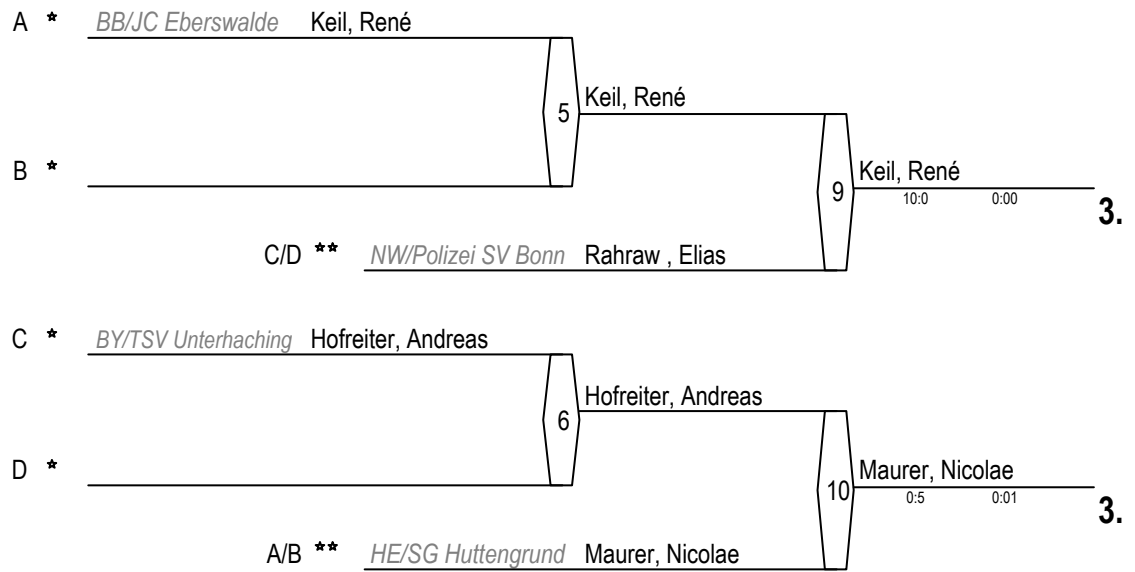 A * BB/JC Eberswalde Keil, René
5 Keil, René
B *
9 Keil, René
10:0 0:00
3.
C/D ** NW/Polizei SV Bonn Rahraw , Elias
C * BY/TSV Unterhaching Hofreiter, Andreas
6 Hofreiter, Andreas
D *
10 Maurer, Nicolae
0:5 0:01
3.
A/B ** HE/SG Huttengrund Maurer, Nicolae